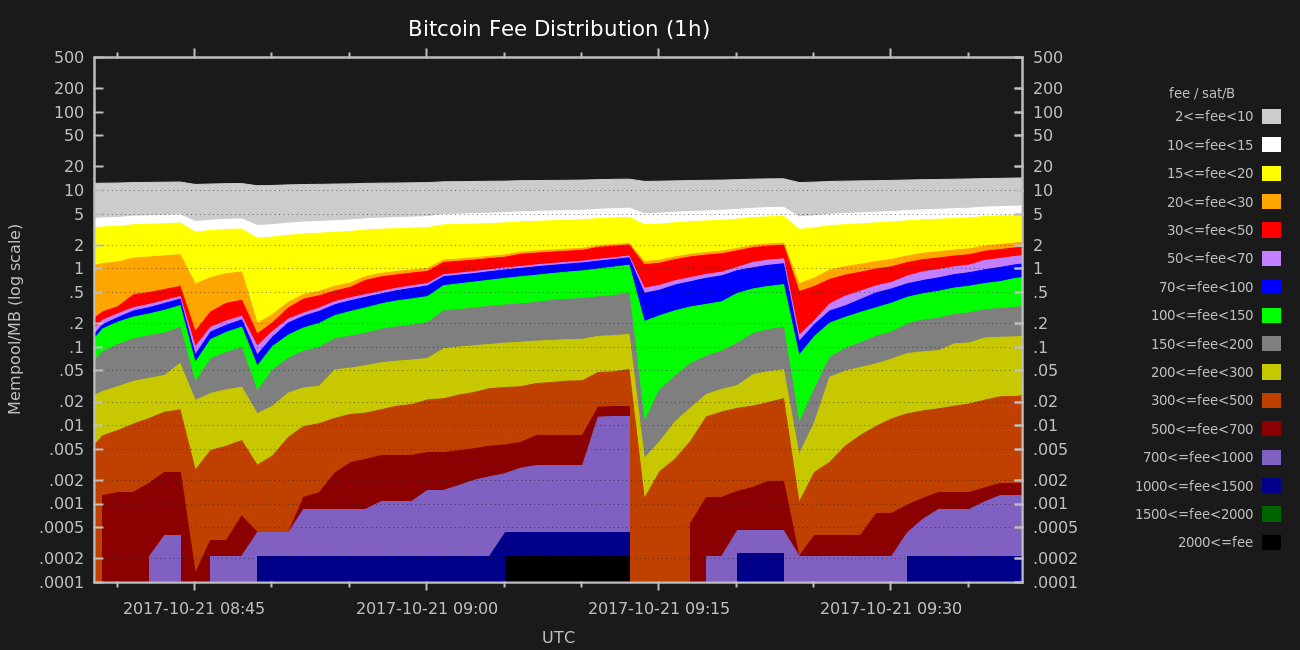 Bitcoin Fee Distribution (1h)
500
200
100
50
20
10
5
2
1
.5
.2
.1
.05
.02
.01
.005
.002
.001
.0005
.0002
.0001
Mempool/MB (log scale)
500
200
100
50
20
10
5
2
1
.5
.2
.1
.05
.02
.01
.005
.002
.001
.0005
.0002
.0001
2017-10-21 08:45
2017-10-21 09:00
2017-10-21 09:15
2017-10-21 09:30
UTC
fee / sat/B
2<=fee<10
10<=fee<15
15<=fee<20
20<=fee<30
30<=fee<50
50<=fee<70
70<=fee<100
100<=fee<150
150<=fee<200
200<=fee<300
300<=fee<500
500<=fee<700
700<=fee<1000
1000<=fee<1500
1500<=fee<2000
2000<=fee